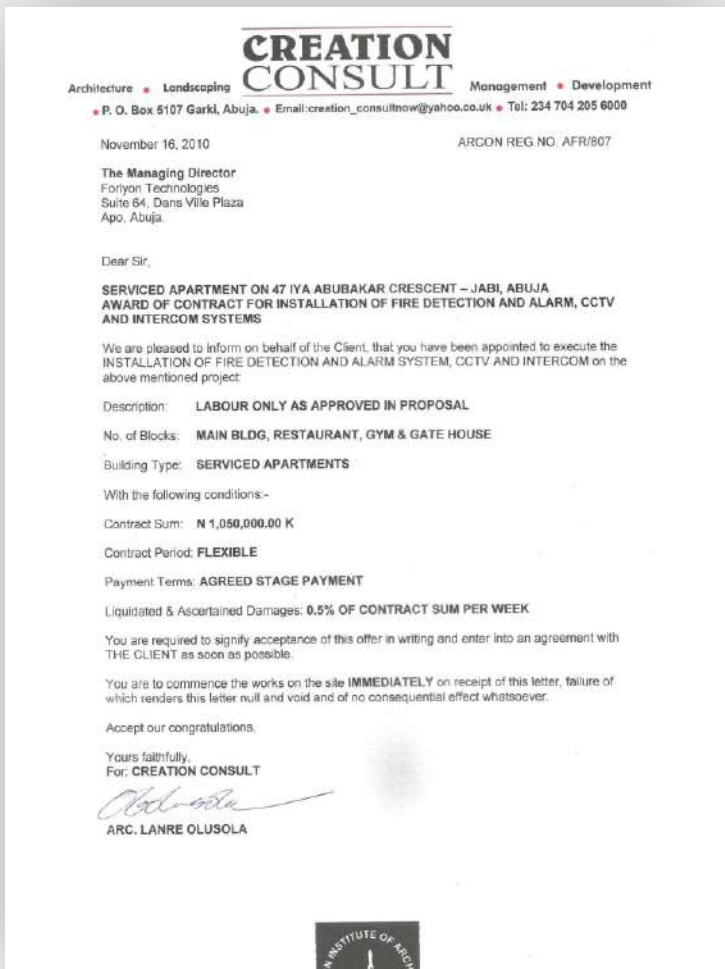 CREATION
CONSULT
Architecture • Landscaping
Management • Development
• P. O. Box 5107 Garki, Abuja. • Email:creation_consultnow@yahoo.co.uk • Tel: 234 704 205 6000
November 16, 2010
ARCON REG.NO. AFR/807
The Managing Director
Forlyon Technologies
Suite 64, Dans Ville Plaza
Apo, Abuja.
Dear Sir,
SERVICED APARTMENT ON 47 IYA ABUBAKAR CRESCENT – JABI, ABUJA
AWARD OF CONTRACT FOR INSTALLATION OF FIRE DETECTION AND ALARM, CCTV
AND INTERCOM SYSTEMS
We are pleased to inform on behalf of the Client, that you have been appointed to execute the
INSTALLATION OF FIRE DETECTION AND ALARM SYSTEM, CCTV AND INTERCOM on the
above mentioned project:
Description: LABOUR ONLY AS APPROVED IN PROPOSAL
No. of Blocks: MAIN BLDG, RESTAURANT, GYM & GATE HOUSE
Building Type: SERVICED APARTMENTS
With the following conditions:-
Contract Sum: N 1,050,000.00 K
Contract Period: FLEXIBLE
Payment Terms: AGREED STAGE PAYMENT
Liquidated & Ascertained Damages: 0.5% OF CONTRACT SUM PER WEEK
You are required to signify acceptance of this offer in writing and enter into an agreement with
THE CLIENT as soon as possible.
You are to commence the works on the site IMMEDIATELY on receipt of this letter, failure of
which renders this letter null and void and of no consequential effect whatsoever.
Accept our congratulations.
Yours faithfully,
For: CREATION CONSULT
ARC. LANRE OLUSOLA
INSTITUTE OF